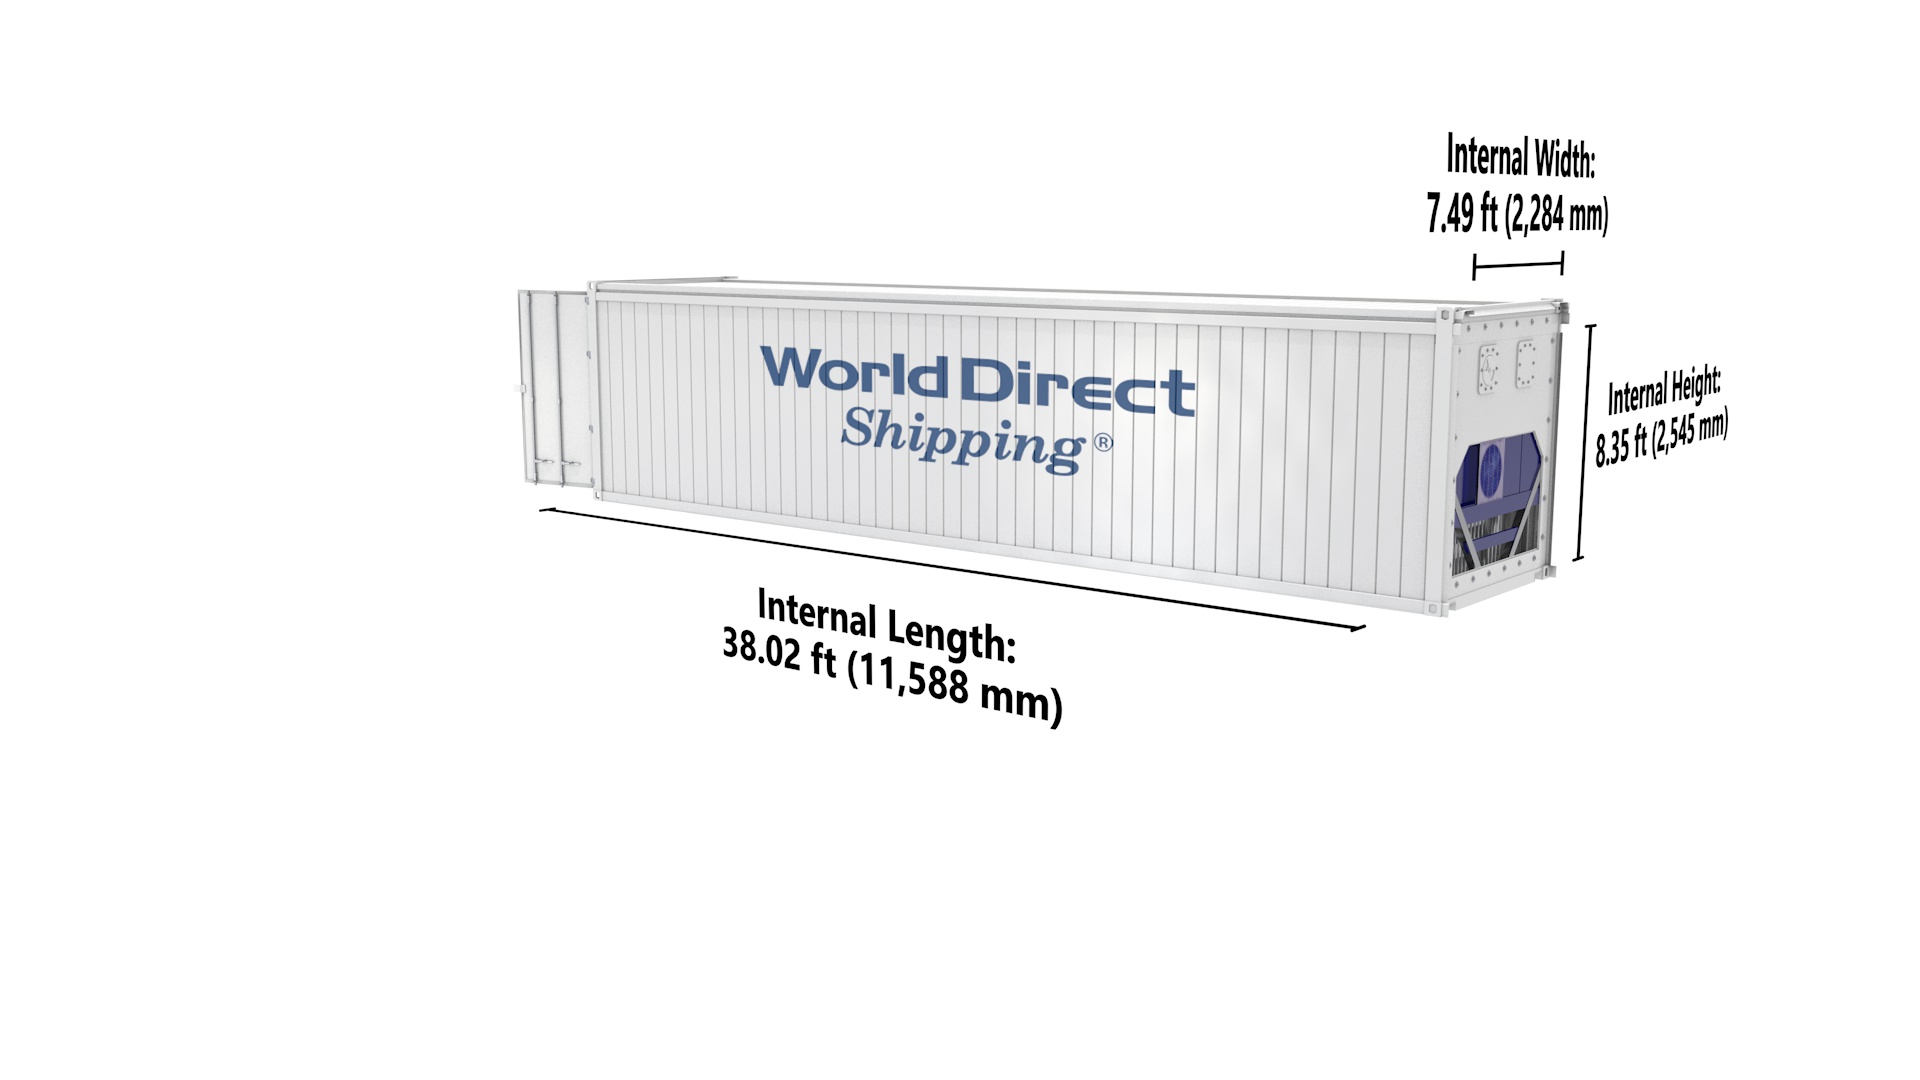 Internal Width:
7.49 ft (2,284 mm)
World Direct
Shipping®
Internal Height:
8.35 ft (2,545 mm)
Internal Length:
38.02 ft (11,588 mm)